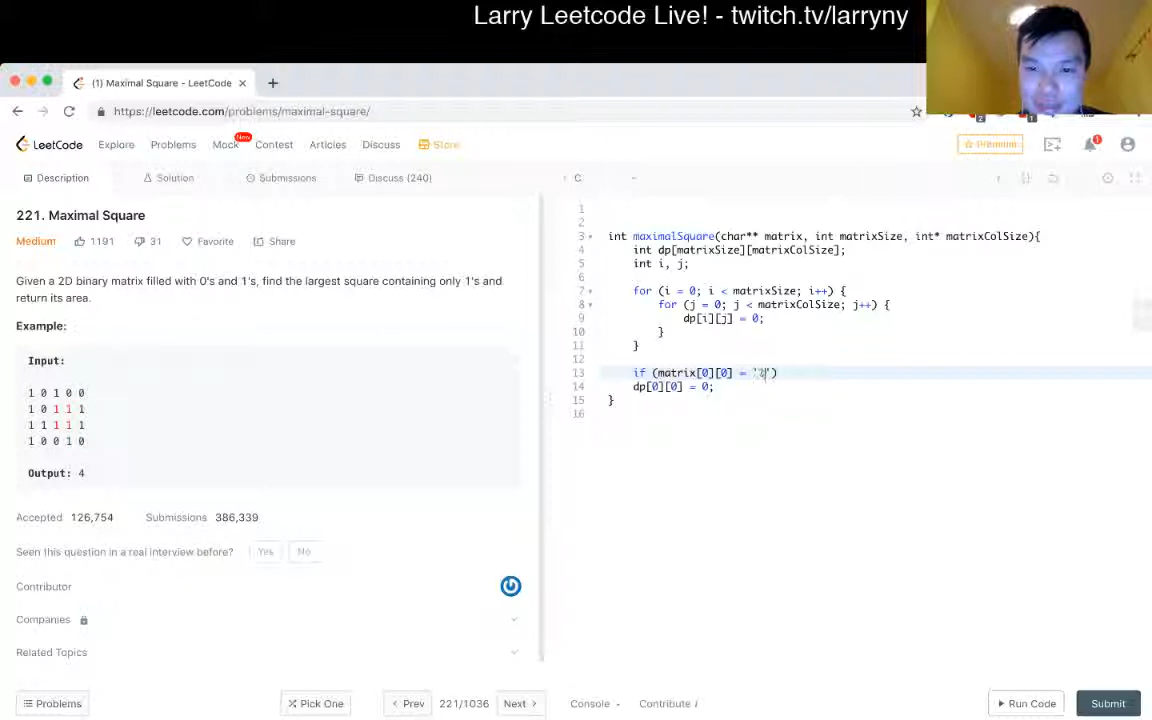 Larry Leetcode Live! - twitch.tv/larryny
(1) Maximal Square - LeetCode
https://leetcode.com/problems/maximal-square/
LeetCode Explore Problems Mock New Contest Articles Discuss Store Premium 1
Description Solution Submissions Discuss (240) C
221. Maximal Square
Medium 1191 31 Favorite Share
Given a 2D binary matrix filled with 0's and 1's, find the largest square containing only 1's and
return its area.
Example:
Input:
1 0 1 0 0
1 0 1 1 1
1 1 1 1 1
1 0 0 1 0
Output: 4
Accepted 126,754 Submissions 386,339
Seen this question in a real interview before? Yes No
Contributor
Companies
Related Topics
1
2
3 int maximalSquare(char** matrix, int matrixSize, int* matrixColSize){
4 int dp[matrixSize][matrixColSize];
5 int i, j;
6
7 for (i = 0; i < matrixSize; i++) {
8 for (j = 0; j < matrixColSize; j++) {
9 dp[i][j] = 0;
10 }
11 }
12
13 if (matrix[0][0] =
14 dp[0][0] = 0;
15 }
16
Problems Pick One Prev 221/1036 Next Console Contribute i Run Code Submit